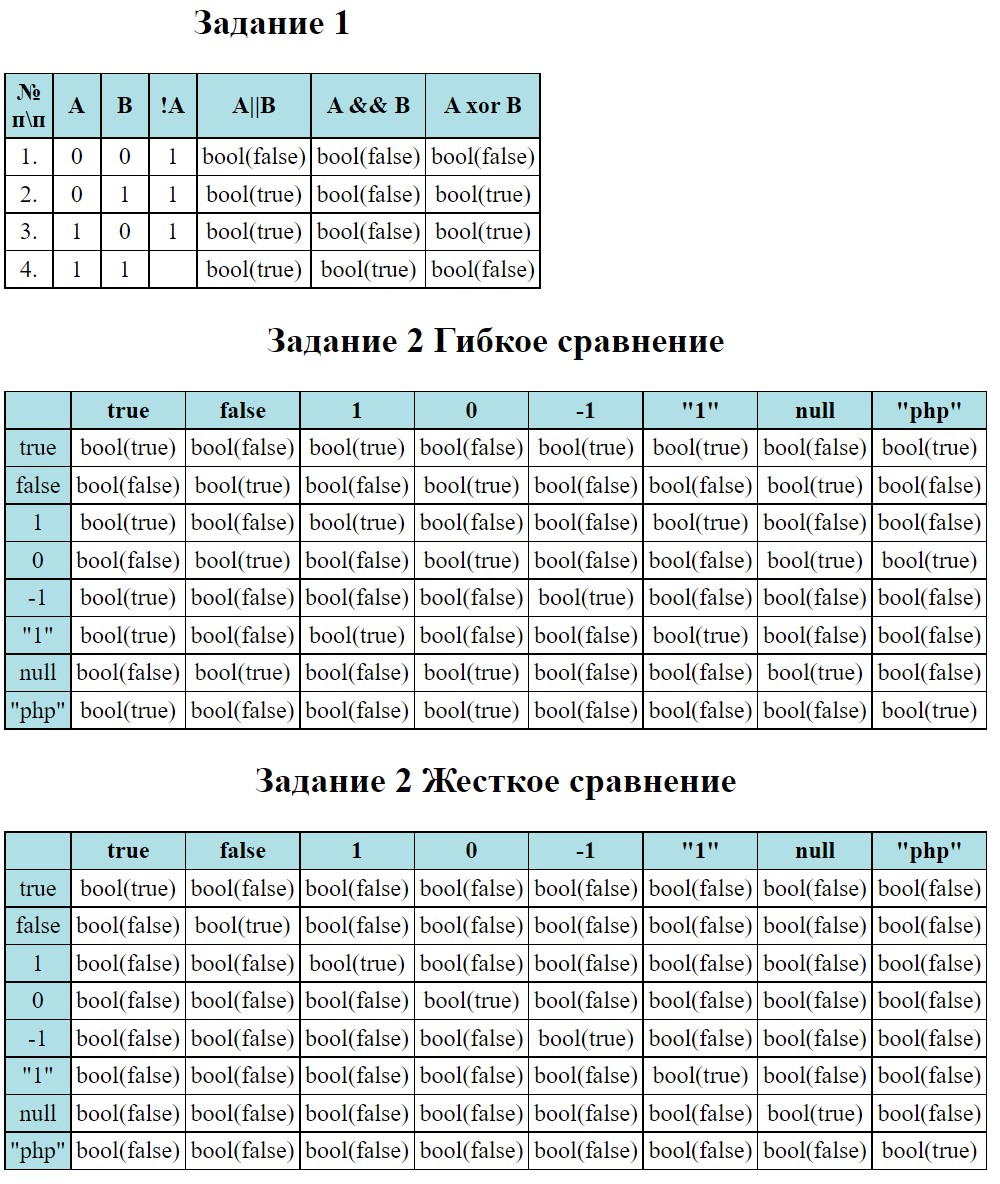 Задание 1
№ п\п A B !A A||B A && B A xor B
1. 0 0 1 bool(false) bool(false) bool(false)
2. 0 1 1 bool(true) bool(false) bool(true)
3. 1 0 1 bool(true) bool(false) bool(true)
4. 1 1 bool(true) bool(true) bool(false)
Задание 2 Гибкое сравнение
true false 1 0 -1 "1" null "php"
true bool(true) bool(false) bool(true) bool(false) bool(true) bool(true) bool(false) bool(true)
false bool(false) bool(true) bool(false) bool(true) bool(false) bool(false) bool(true) bool(false)
1 bool(true) bool(false) bool(true) bool(false) bool(false) bool(true) bool(false) bool(false)
0 bool(false) bool(true) bool(false) bool(true) bool(false) bool(false) bool(true) bool(true)
-1 bool(true) bool(false) bool(false) bool(false) bool(true) bool(false) bool(false) bool(false)
"1" bool(true) bool(false) bool(true) bool(false) bool(false) bool(true) bool(false) bool(false)
null bool(false) bool(true) bool(false) bool(true) bool(false) bool(false) bool(true) bool(false)
"php" bool(true) bool(false) bool(false) bool(true) bool(false) bool(false) bool(false) bool(true)
Задание 2 Жесткое сравнение
true false 1 0 -1 "1" null "php"
true bool(true) bool(false) bool(false) bool(false) bool(false) bool(false) bool(false) bool(false)
false bool(false) bool(true) bool(false) bool(false) bool(false) bool(false) bool(false) bool(false)
1 bool(false) bool(false) bool(true) bool(false) bool(false) bool(false) bool(false) bool(false)
0 bool(false) bool(false) bool(false) bool(true) bool(false) bool(false) bool(false) bool(false)
-1 bool(false) bool(false) bool(false) bool(false) bool(true) bool(false) bool(false) bool(false)
"1" bool(false) bool(false) bool(false) bool(false) bool(false) bool(true) bool(false) bool(false)
null bool(false) bool(false) bool(false) bool(false) bool(false) bool(false) bool(true) bool(false)
"php" bool(false) bool(false) bool(false) bool(false) bool(false) bool(false) bool(false) bool(true)